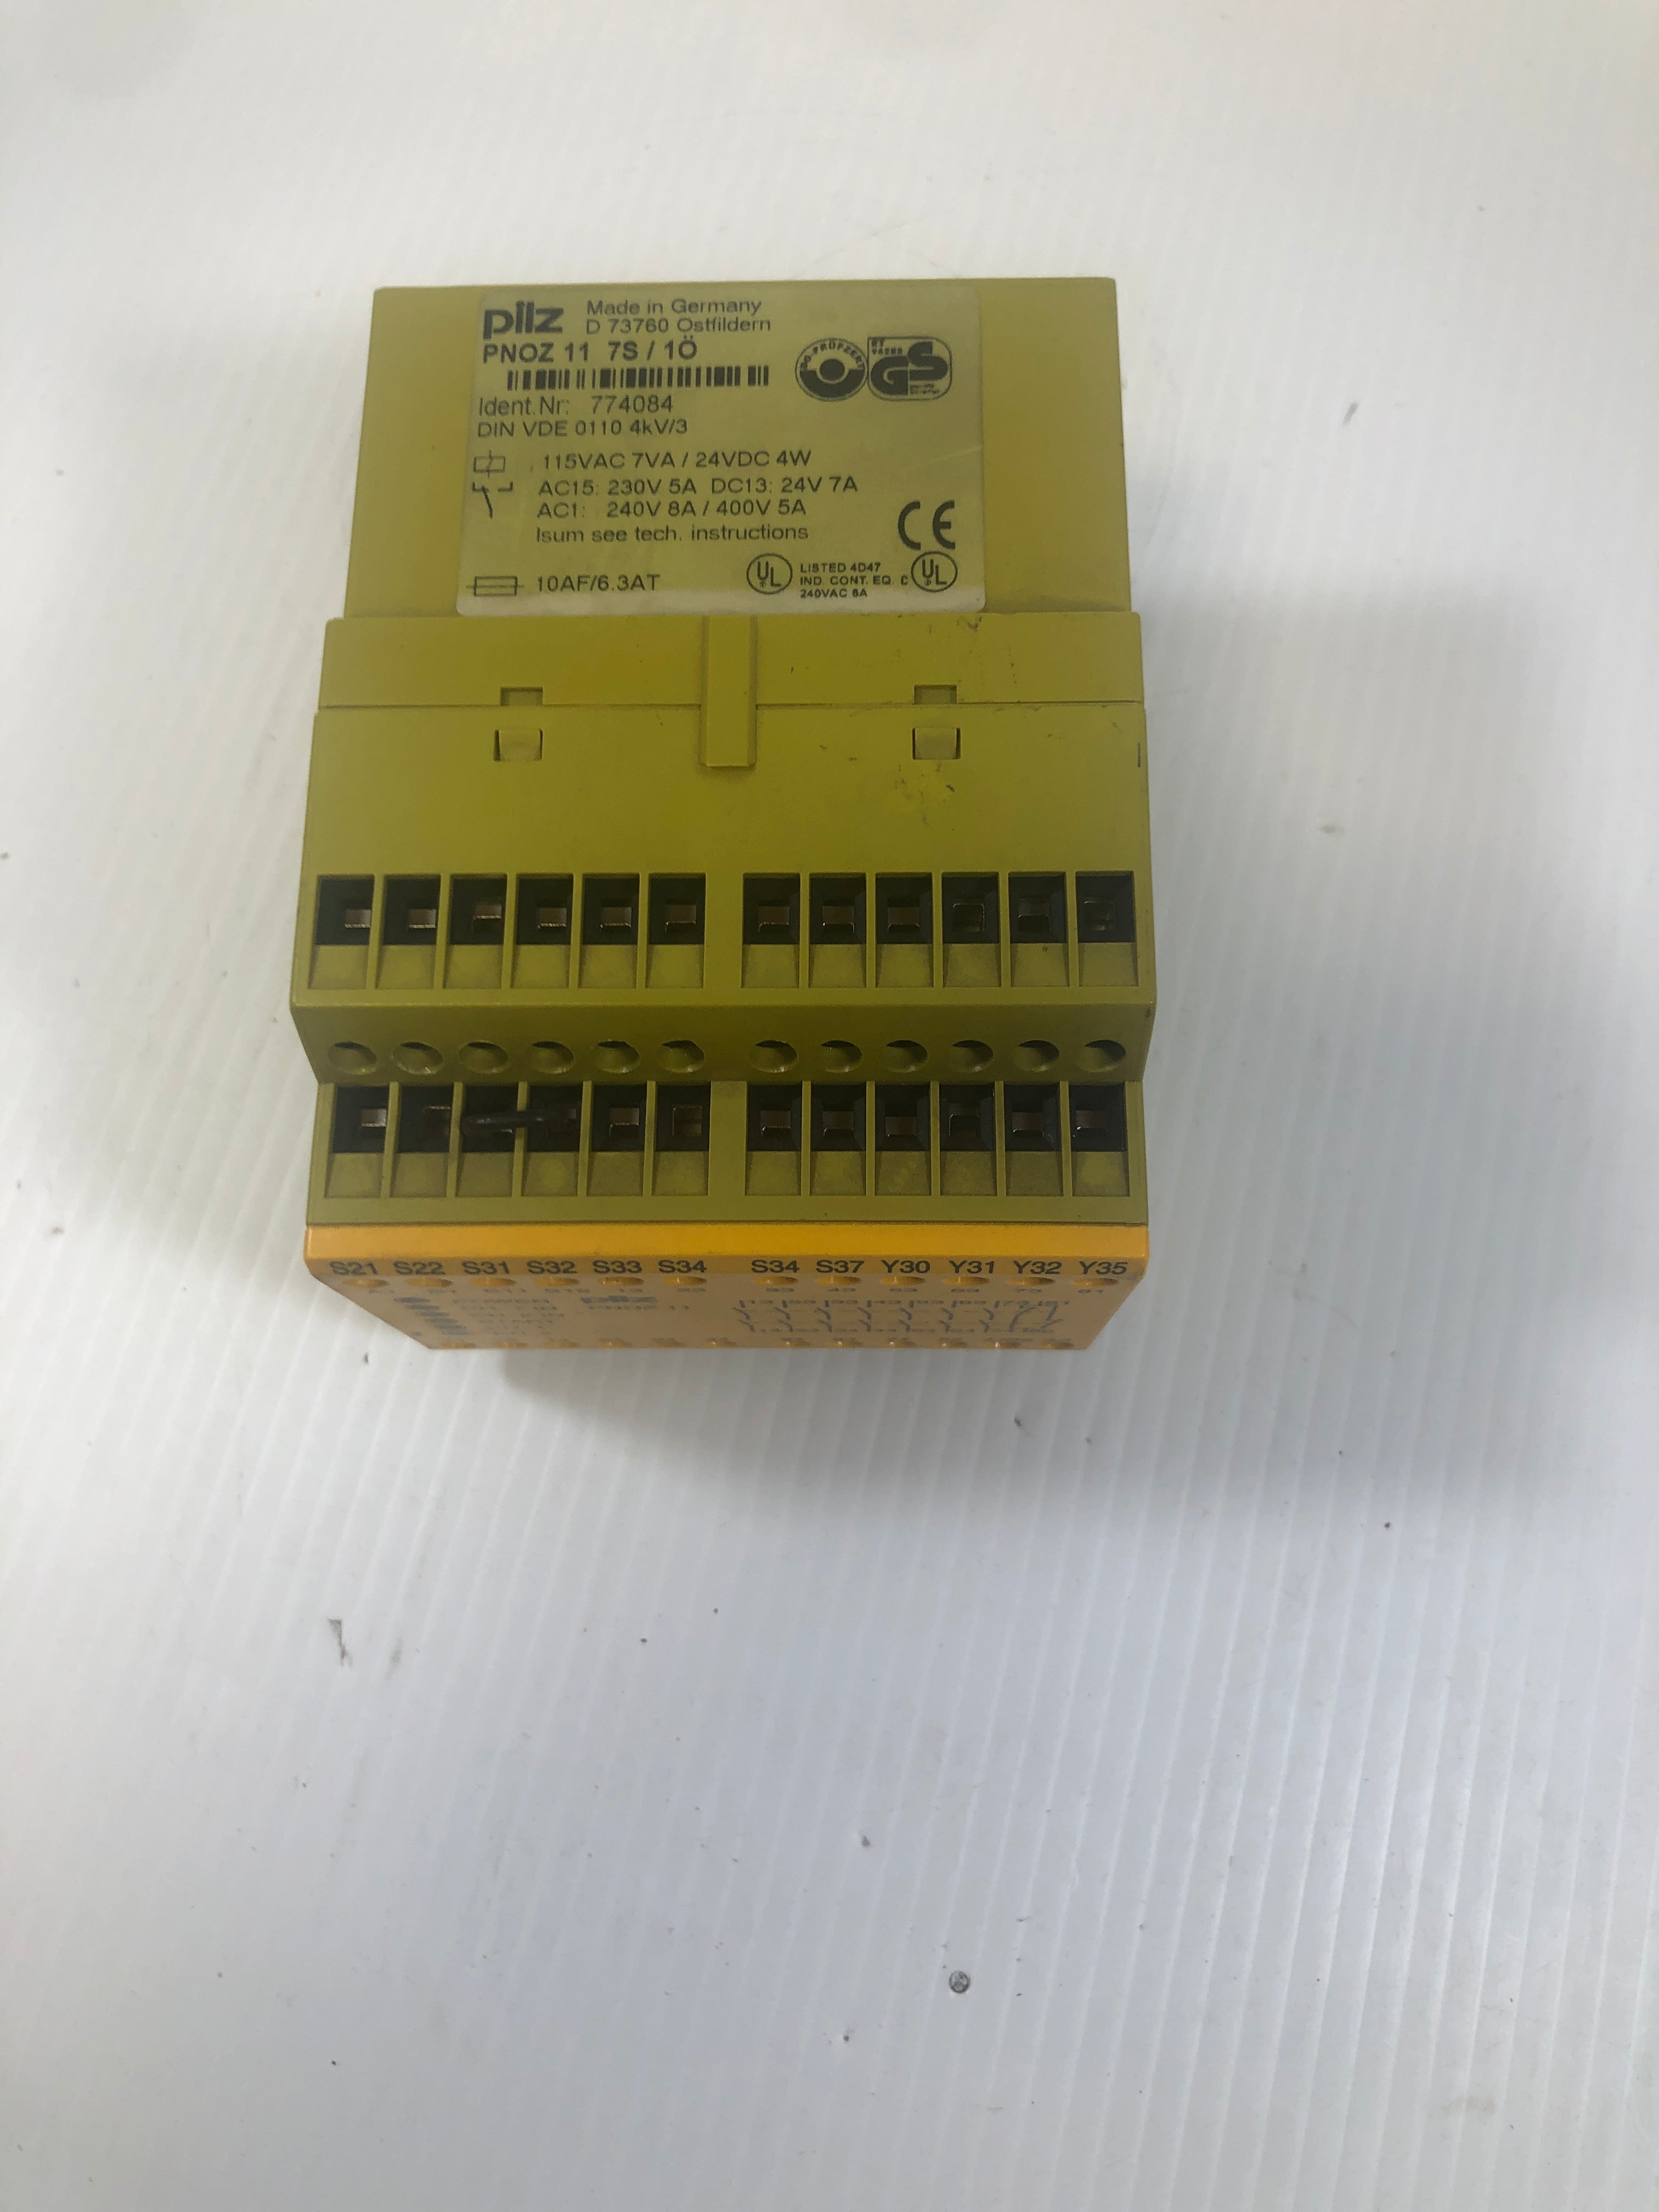 pilz Made in Germany
D 73760 Ostfildern
PNOZ 11 7S / 1Ö
Ident.Nr: 774084
DIN VDE 0110 4kV/3
115VAC 7VA / 24VDC 4W
AC15: 230V 5A DC13: 24V 7A
AC1: 240V 8A / 400V 5A
Isum see tech. instructions
10AF/6.3AT
GS
CE
UL
LISTED 4D47
IND. CONT. EQ.
240VAC 8A
C UL
S21 S22 S31 S32 S33 S34 S34 S37 Y30 Y31 Y32 Y35